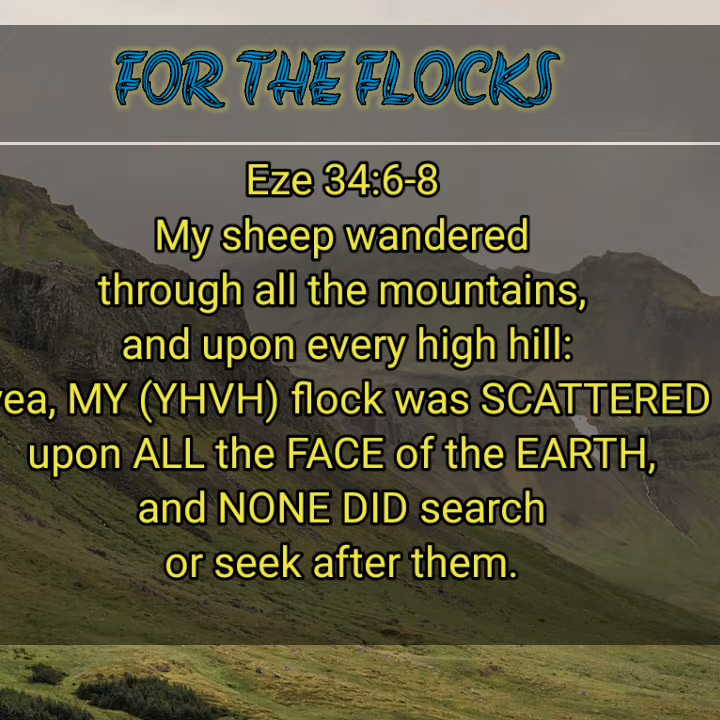 FOR THE FLOCKS
Eze 34:6-8
My sheep wandered
through all the mountains,
and upon every high hill:
yea, MY (YHVH) flock was SCATTERED
upon ALL the FACE of the EARTH,
and NONE DID search
or seek after them.